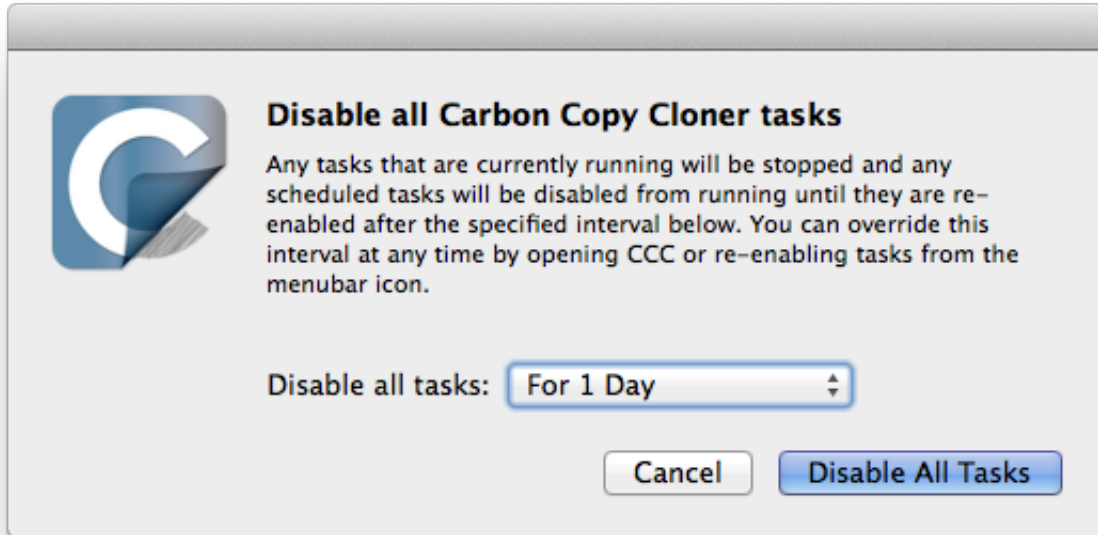 Disable all Carbon Copy Cloner tasks
Any tasks that are currently running will be stopped and any
scheduled tasks will be disabled from running until they are re-
enabled after the specified interval below. You can override this
interval at any time by opening CCC or re-enabling tasks from the
menubar icon.
Disable all tasks: For 1 Day
Cancel Disable All Tasks